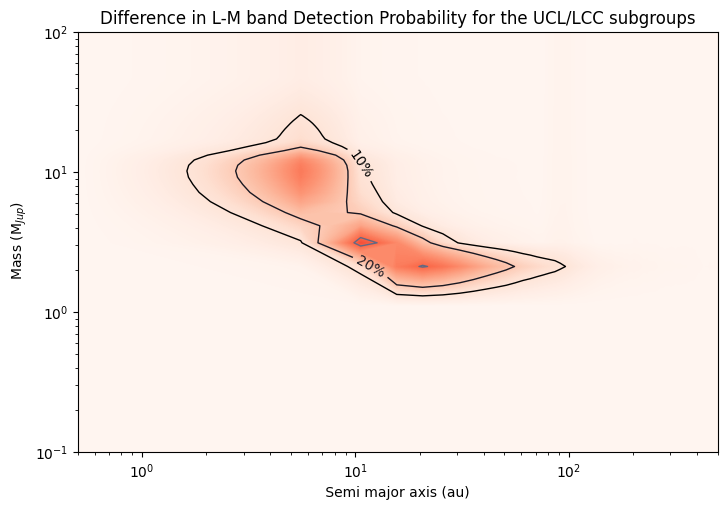 Difference in L-M band Detection Probability for the UCL/LCC subgroups
10²
10%
10¹
Mass (M_Jup)
20%
10⁰
10⁻¹
10⁰ 10¹ 10²
Semi major axis (au)